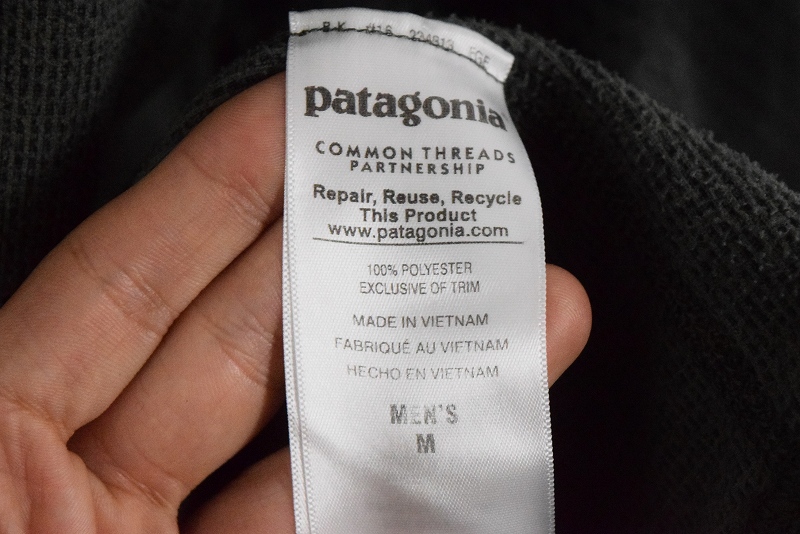 patagonia
COMMON THREADS
PARTNERSHIP
Repair, Reuse, Recycle
This Product
www.patagonia.com
100% POLYESTER
EXCLUSIVE OF TRIM
MADE IN VIETNAM
FABRIQUÉ AU VIETNAM
HECHO EN VIETNAM
MEN'S
M